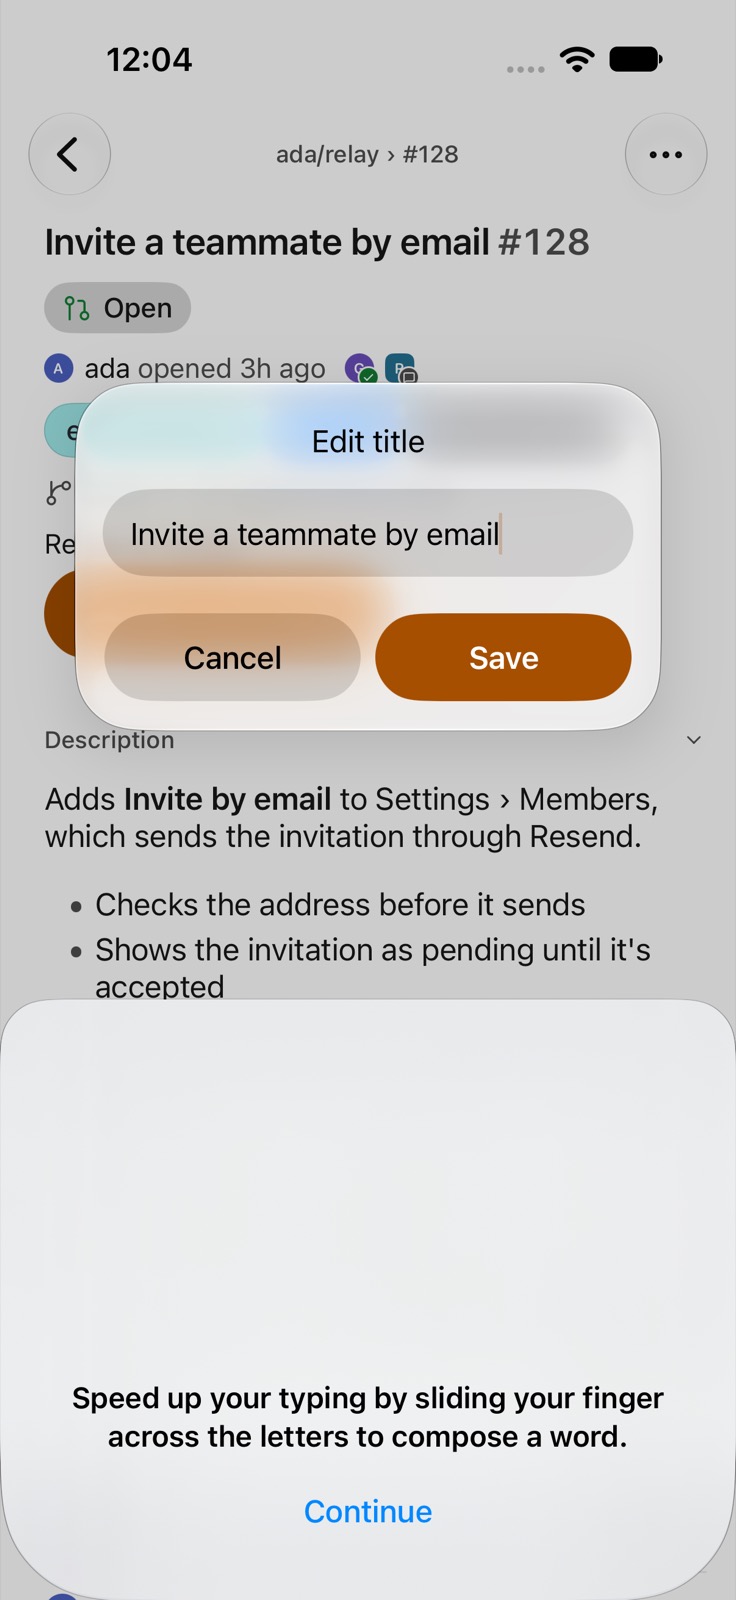 12:04
ada/relay › #128
Invite a teammate by email #128
Open
A ada opened 3h ago
Edit title
Invite a teammate by email
Re
Cancel
Save
Description
Adds Invite by email to Settings › Members,
which sends the invitation through Resend.
• Checks the address before it sends
• Shows the invitation as pending until it's
accepted
Speed up your typing by sliding your finger
across the letters to compose a word.
Continue